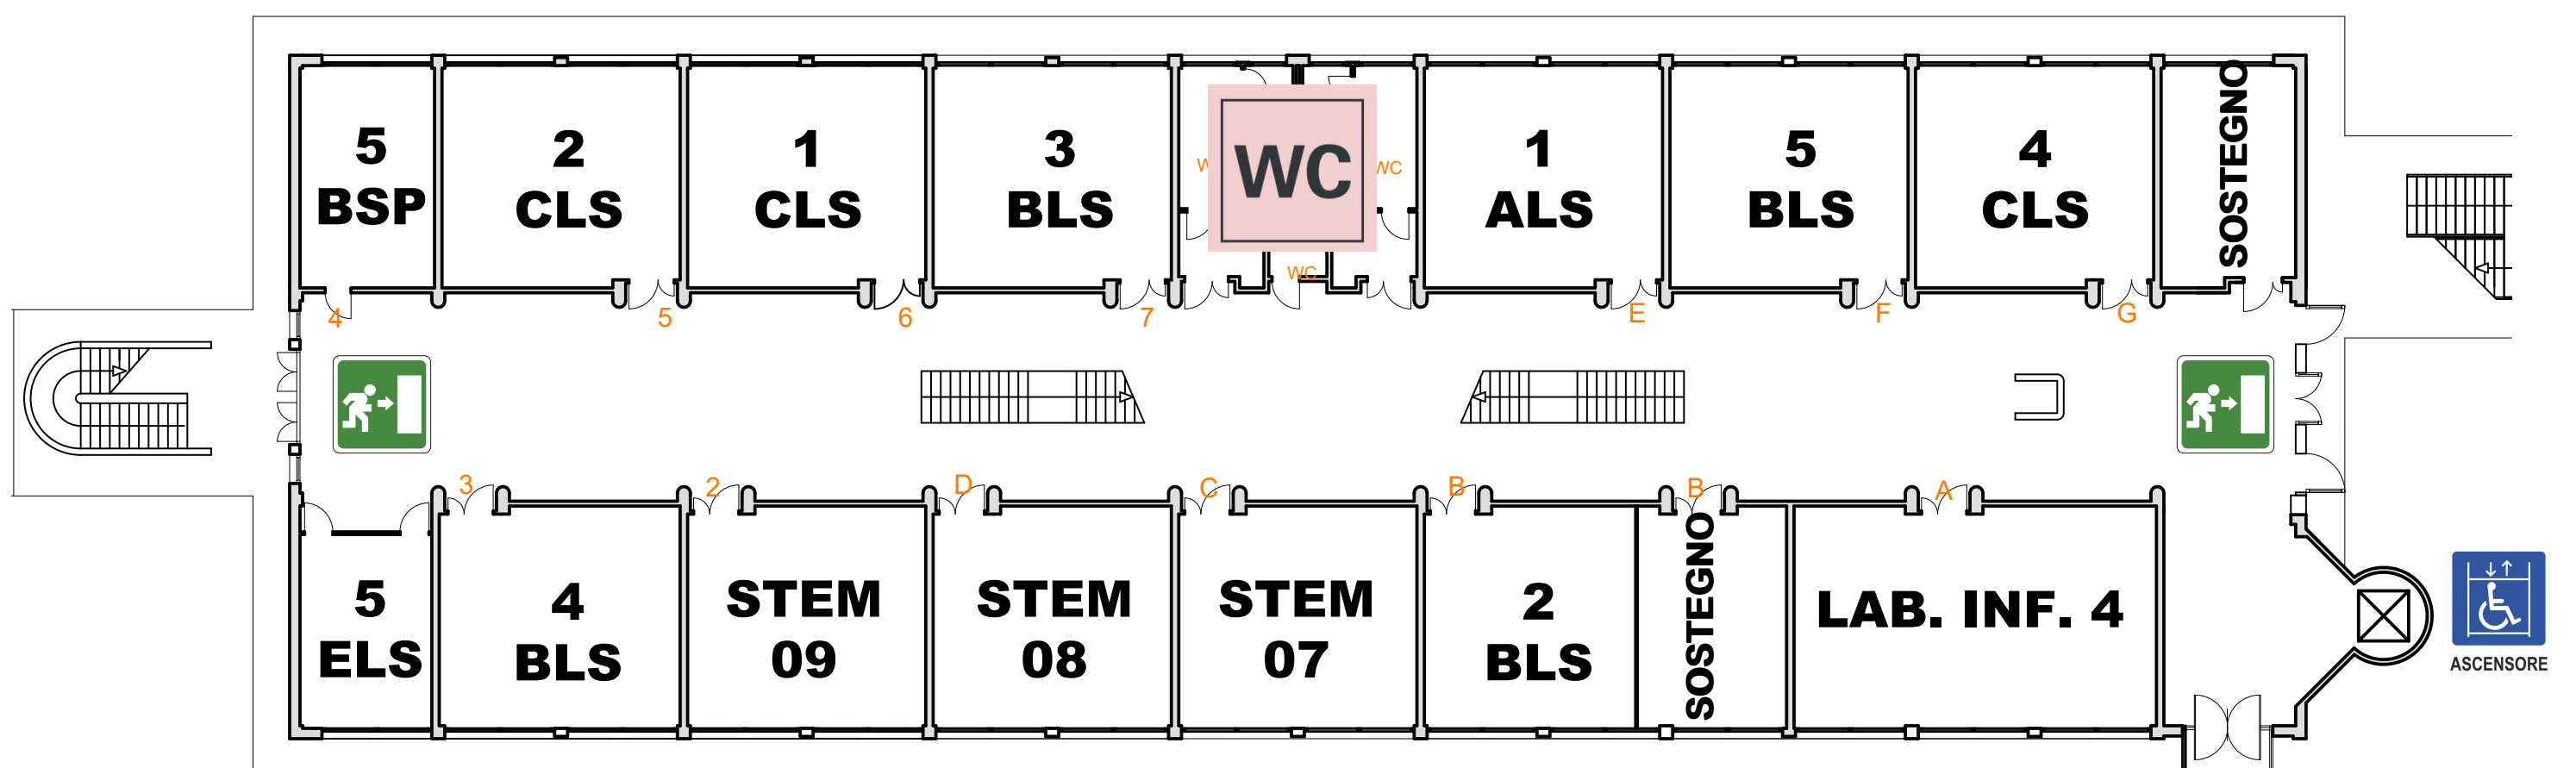 5
BSP
2
CLS
1
CLS
3
BLS
WC
WC
WC
1
ALS
5
BLS
4
CLS
SOSTEGNO
4
5
6
7
E
F
G
3
2
D
C
B
B
A
5
ELS
4
BLS
STEM
09
STEM
08
STEM
07
2
BLS
SOSTEGNO
LAB. INF. 4
ASCENSORE